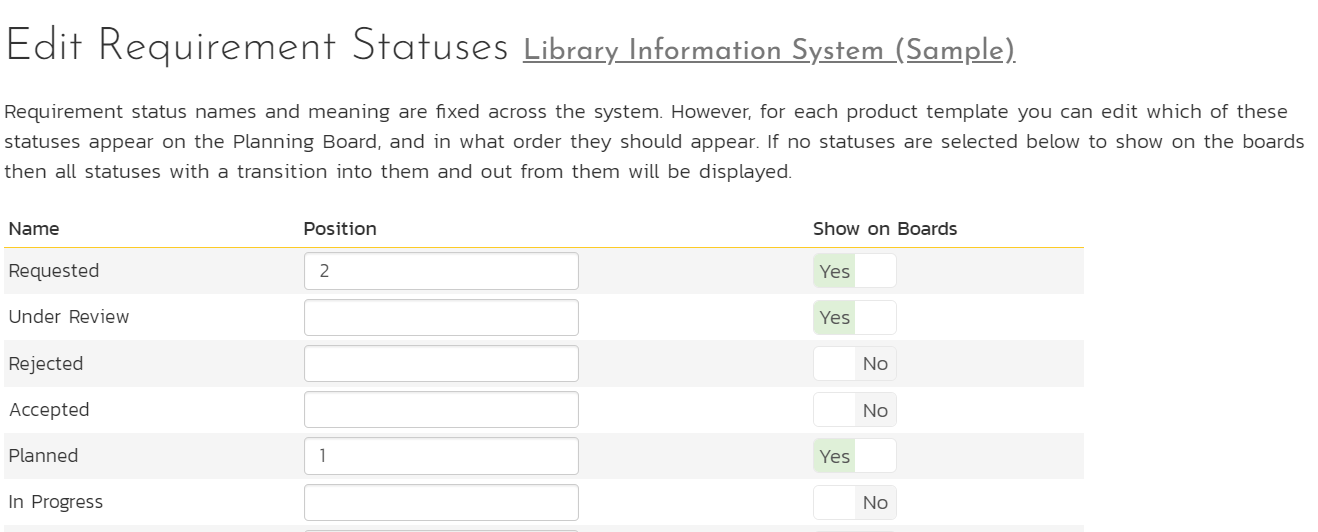 Edit Requirement Statuses Library Information System (Sample)
Requirement status names and meaning are fixed across the system. However, for each product template you can edit which of these
statuses appear on the Planning Board, and in what order they should appear. If no statuses are selected below to show on the boards
then all statuses with a transition into them and out from them will be displayed.
Name Position Show on Boards
Requested 2 Yes
Under Review Yes
Rejected No
Accepted No
Planned 1 Yes
In Progress No